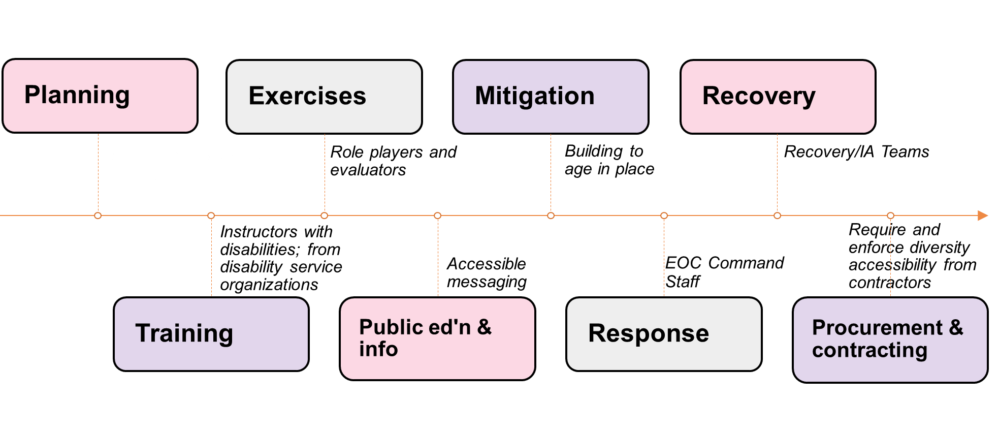 Planning
Exercises
Mitigation
Recovery
Role players and
evaluators
Building to
age in place
Recovery/IA Teams
Instructors with
disabilities; from
disability service
organizations
Accessible
messaging
EOC Command
Staff
Require and
enforce diversity
accessibility from
contractors
Training
Public ed'n &
info
Response
Procurement &
contracting